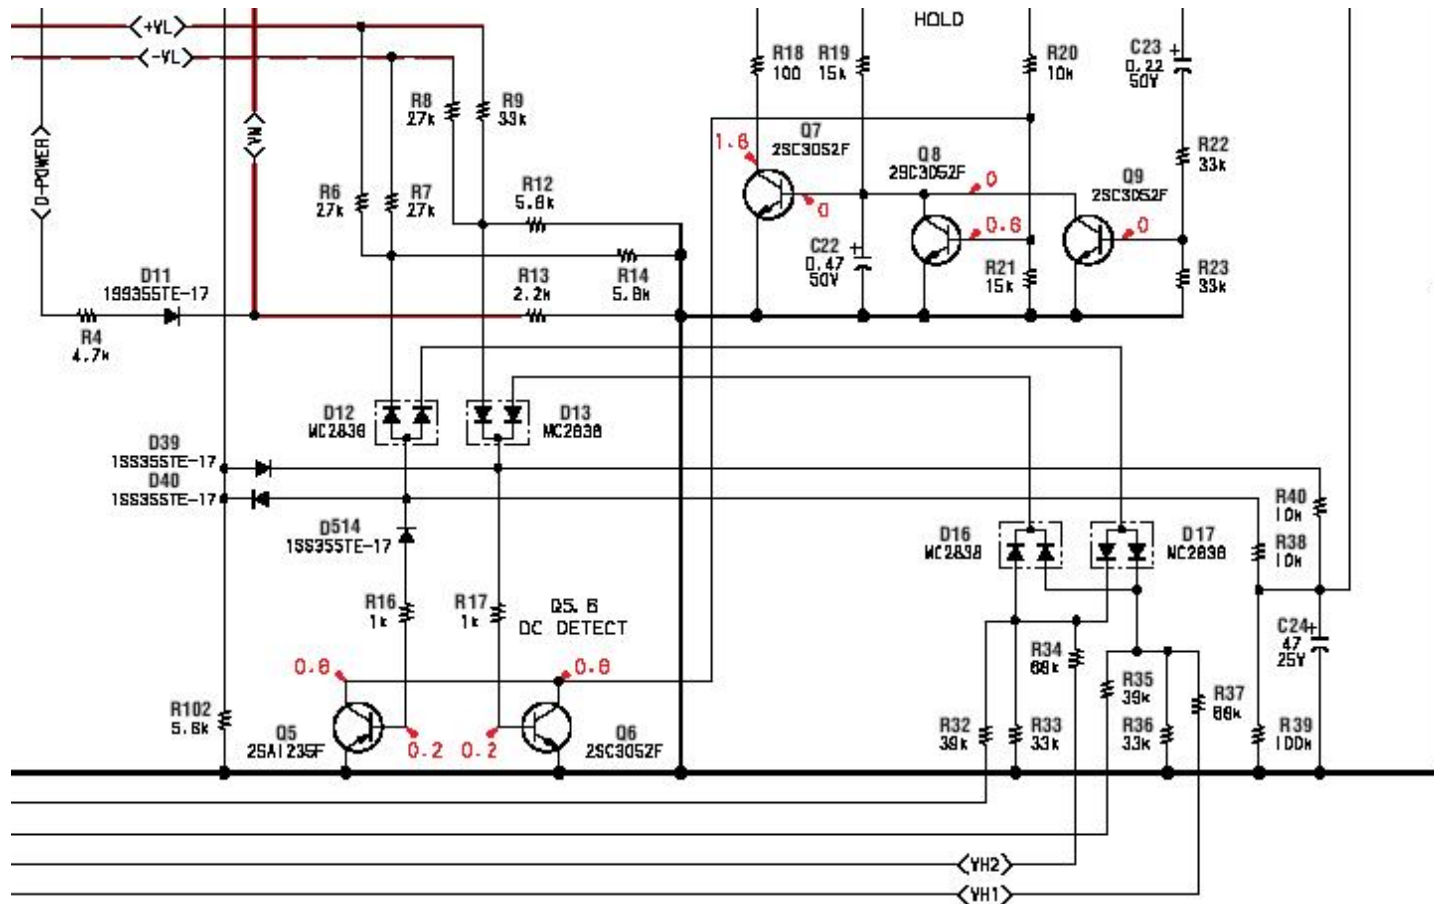 HOLD
<+VL>
<-VL>
R18
100
R19
15k
R20
10k
C23 +
0.22
50V
R8
27k
R9
33k
<D-POWER>
<VN>
1.6
Q7
2SC3052F
Q8
2SC3052F
Q9
2SC3052F
R22
33k
R6
27k
R7
27k
R12
5.6k
0
0
0.6
0
C22 +
0.47
50V
R21
15k
R23
33k
D11
1SS355TE-17
R13
2.2k
R14
5.6k
R4
4.7k
D12
MC2838
D13
MC2838
D39
1SS355TE-17
D40
1SS355TE-17
D514
1SS355TE-17
D16
MC2838
D17
MC2838
R40
10k
R38
10k
R16
1k
R17
1k
Q5.6
DC DETECT
C24 +
47
25V
0.6
0.6
R34
68k
R35
39k
R37
68k
R102
5.6k
Q5
2SA1235F
0.2
0.2
Q6
2SC3052F
R32
39k
R33
33k
R36
33k
R39
100k
<VH2>
<VH1>